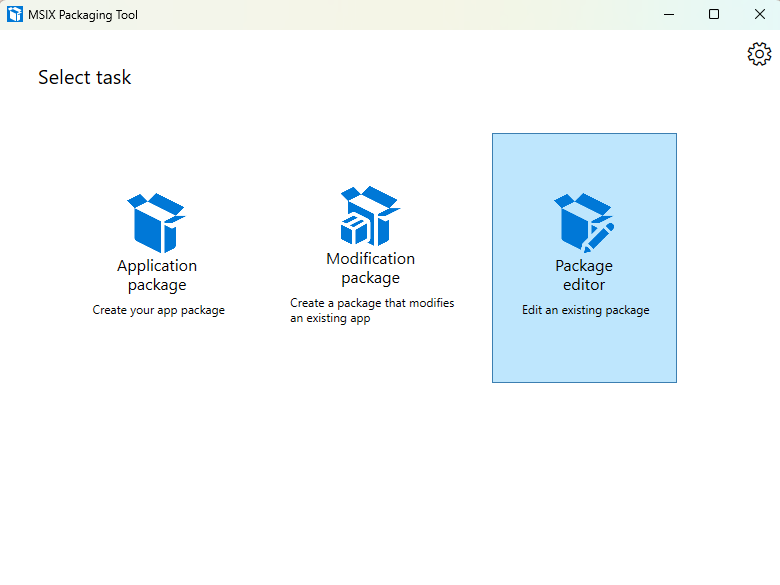 MSIX Packaging Tool
Select task
Application
package
Create your app package
Modification
package
Create a package that modifies
an existing app
Package
editor
Edit an existing package